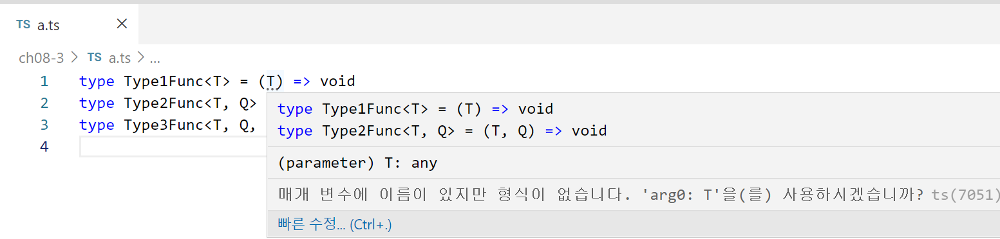 TS a.ts ×
ch08-3 > TS a.ts > ...
1 type Type1Func<T> = (T) => void
2 type Type2Func<T, Q>
3 type Type3Func<T, Q,
4
type Type1Func<T> = (T) => void
type Type2Func<T, Q> = (T, Q) => void
(parameter) T: any
매개 변수에 이름이 있지만 형식이 없습니다. 'arg0: T'을(를) 사용하시겠습니까? ts(7051)
빠른 수정... (Ctrl+.)